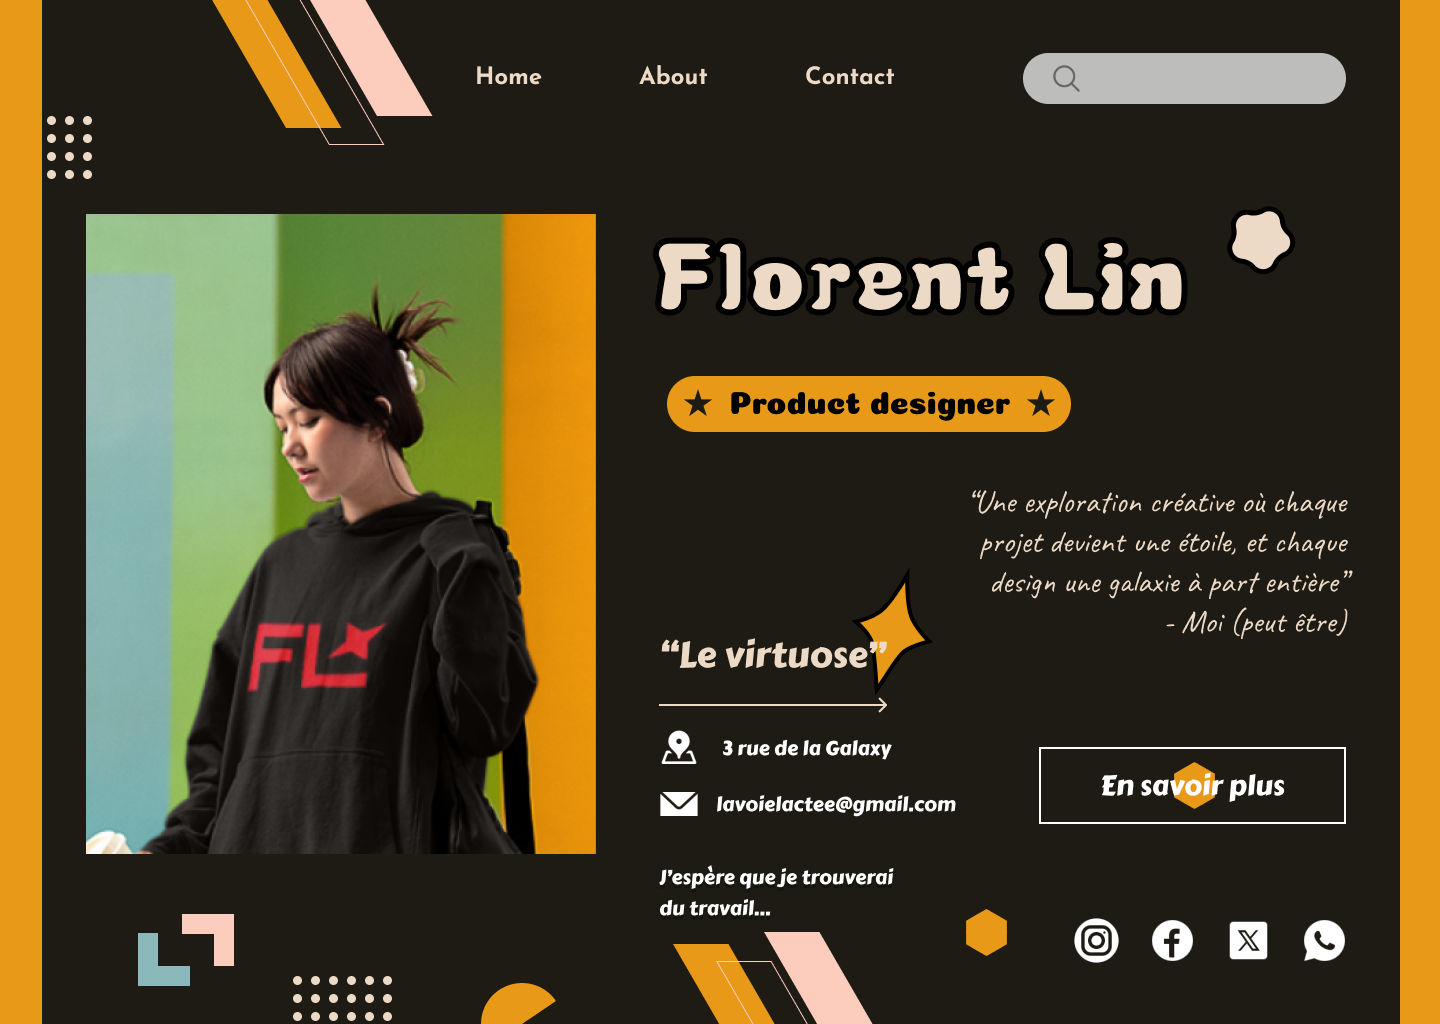 Home
About
Contact
Florent Lin
Product designer
“Une exploration créative où chaque
projet devient une étoile, et chaque
design une galaxie à part entière”
- Moi (peut être)
FL
“Le virtuose”
3 rue de la Galaxy
lavoielactee@gmail.com
En savoir plus
J'espère que je trouverai
du travail...